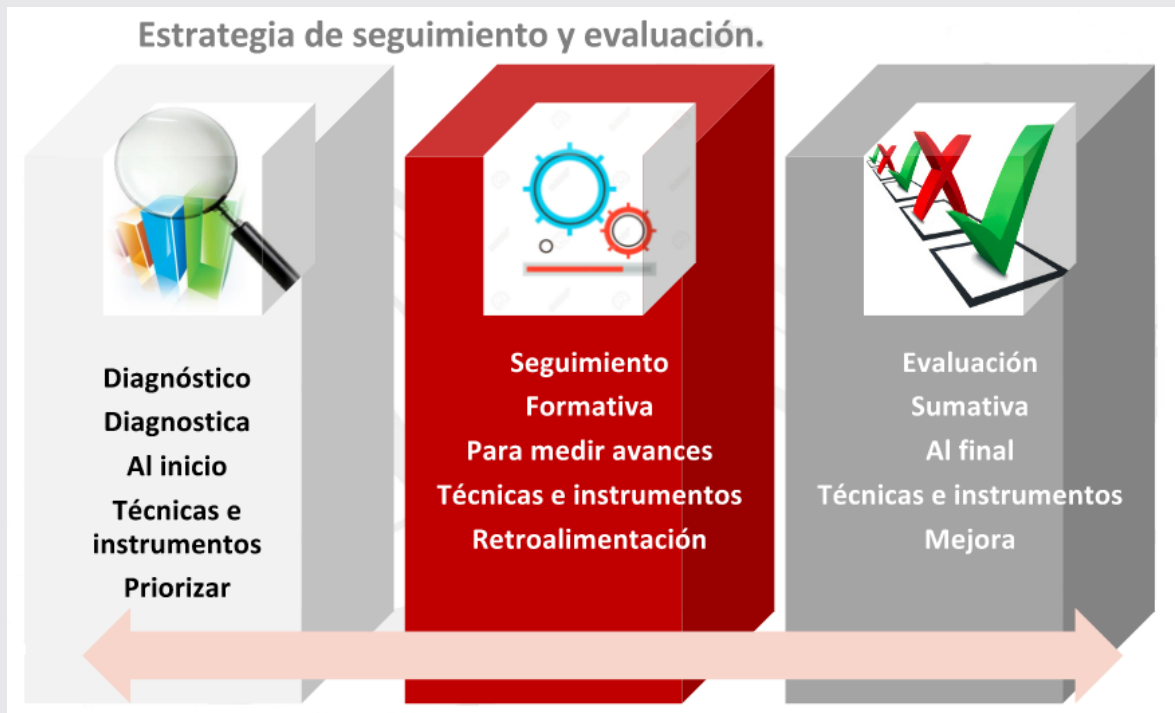 Estrategia de seguimiento y evaluación.
Diagnóstico
Diagnostica
Al inicio
Técnicas e
instrumentos
Priorizar
Seguimiento
Formativa
Para medir avances
Técnicas e instrumentos
Retroalimentación
Evaluación
Sumativa
Al final
Técnicas e instrumentos
Mejora